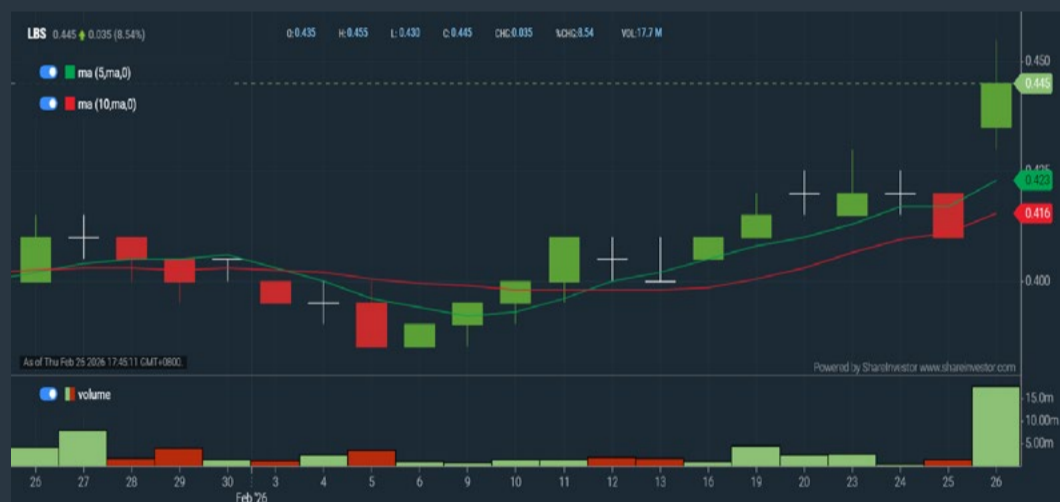 LBS 0.445 0.035 (8.54%) O:0.435 H:0.455 L: 0.430 C:0.445 CHG:0.035 %CHG:8.54 VOL:17.7 M
ma (5,ma,0)
ma (10,ma,0)
0.450
0.445
0.425
0.423
0.416
0.400
As of Thu Feb 26 2026 17:45:11 GMT+0800. Powered by ShareInvestor www.shareinvestor.com
volume
15.0m
10.00m
5.00m
26 27 28 29 30 3 4 5 6 9 10 11 12 13 16 19 20 23 24 25 26
Feb '26